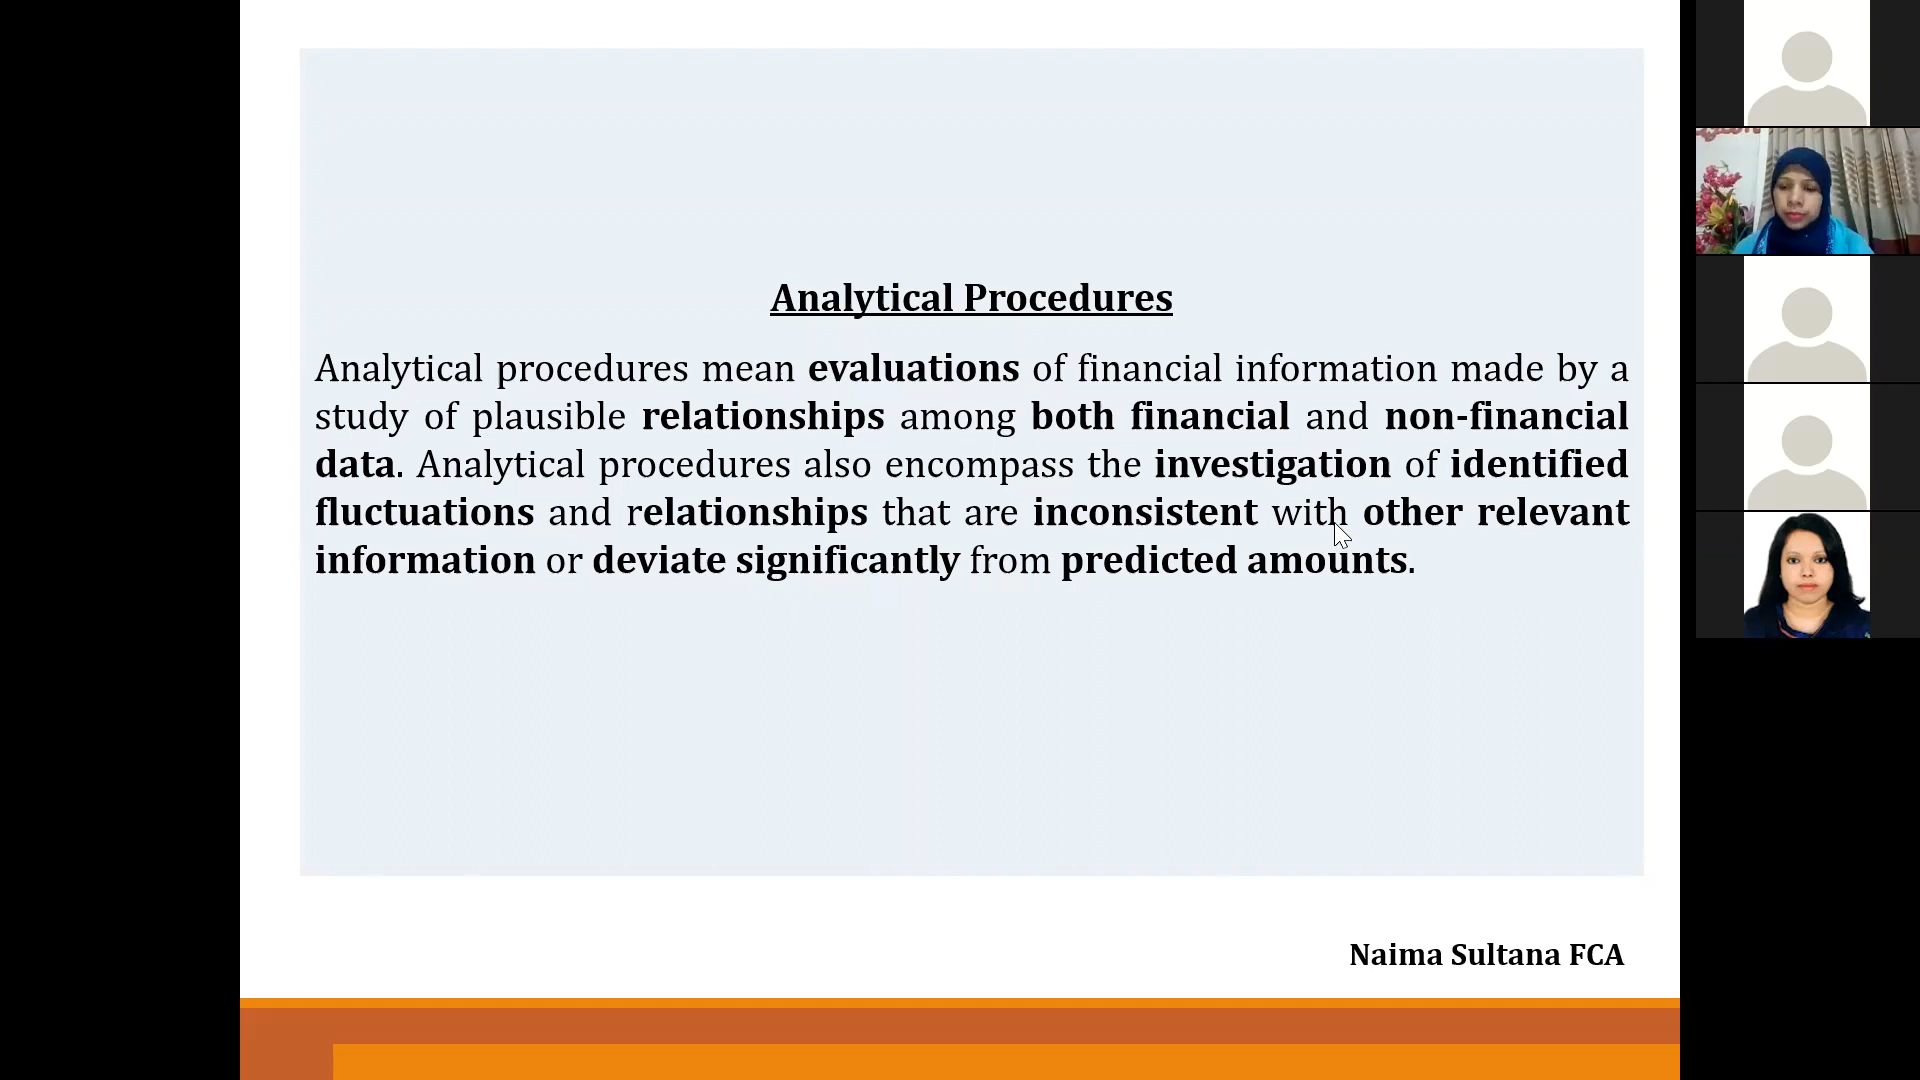 Analytical Procedures
Analytical procedures mean evaluations of financial information made by a
study of plausible relationships among both financial and non-financial
data. Analytical procedures also encompass the investigation of identified
fluctuations and relationships that are inconsistent with other relevant
information or deviate significantly from predicted amounts.
Naima Sultana FCA